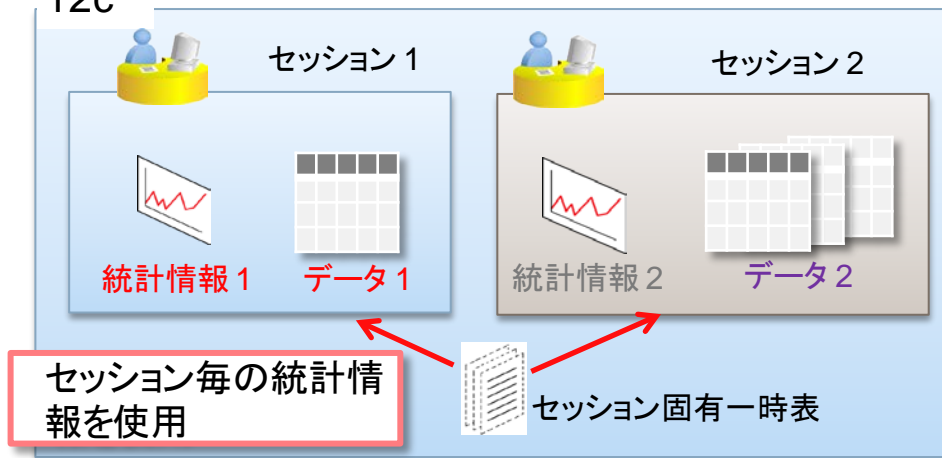 12c
セッション 1
セッション 2
統計情報 1
データ 1
統計情報 2
データ 2
セッション毎の統計情
報を使用
セッション固有一時表